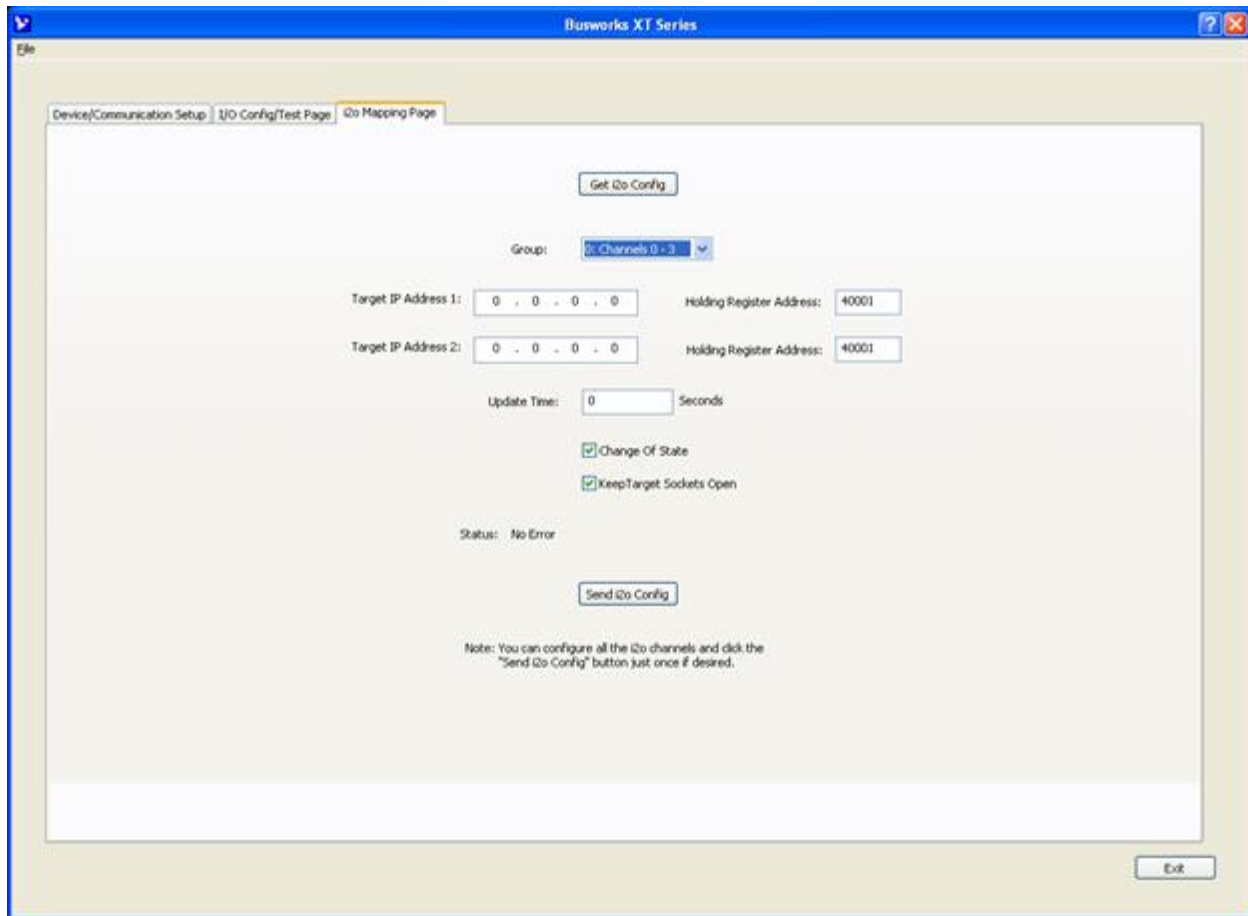 Busworks XT Series
File
Device/Communication Setup I/O Config/Test Page i2o Mapping Page
Get i2o Config
Group: 0: Channels 0 - 3
Target IP Address 1: 0 . 0 . 0 . 0 Holding Register Address: 40001
Target IP Address 2: 0 . 0 . 0 . 0 Holding Register Address: 40001
Update Time: 0 Seconds
Change Of State
KeepTarget Sockets Open
Status: No Error
Send i2o Config
Note: You can configure all the i2o channels and click the
"Send i2o Config" button just once if desired.
Exit